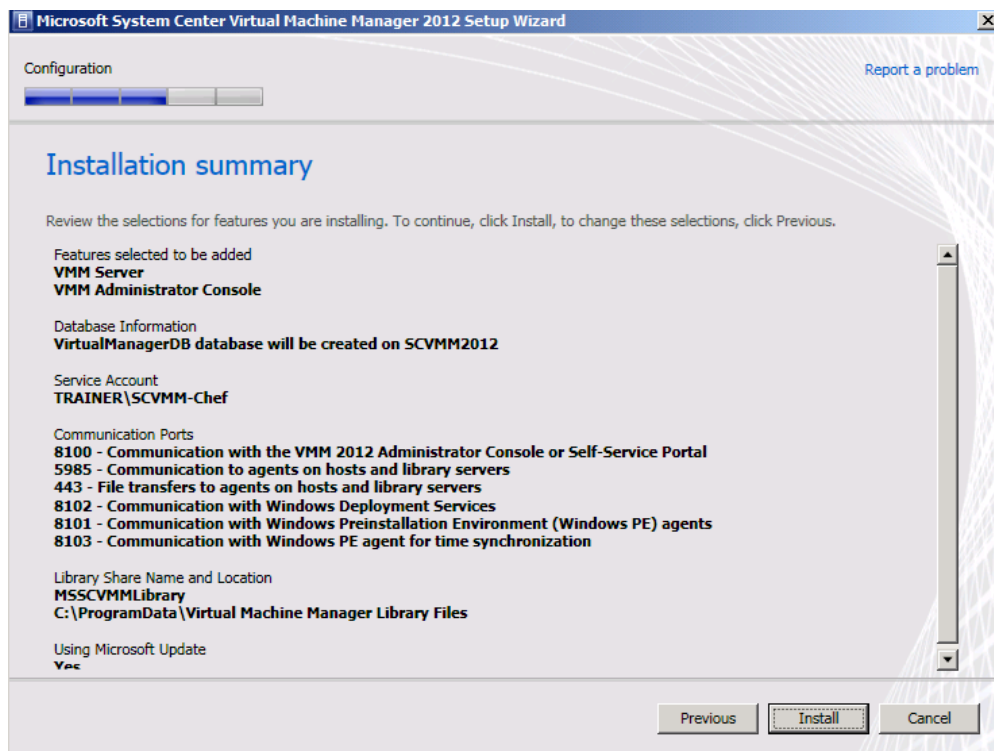 Microsoft System Center Virtual Machine Manager 2012 Setup Wizard
Configuration
Report a problem
Installation summary
Review the selections for features you are installing. To continue, click Install, to change these selections, click Previous.
Features selected to be added
VMM Server
VMM Administrator Console
Database Information
VirtualManagerDB database will be created on SCVMM2012
Service Account
TRAINER\SCVMM-Chef
Communication Ports
8100 - Communication with the VMM 2012 Administrator Console or Self-Service Portal
5985 - Communication to agents on hosts and library servers
443 - File transfers to agents on hosts and library servers
8102 - Communication with Windows Deployment Services
8101 - Communication with Windows Preinstallation Environment (Windows PE) agents
8103 - Communication with Windows PE agent for time synchronization
Library Share Name and Location
MSSCVMMLibrary
C:\ProgramData\Virtual Machine Manager Library Files
Using Microsoft Update
Yes
Previous
Install
Cancel